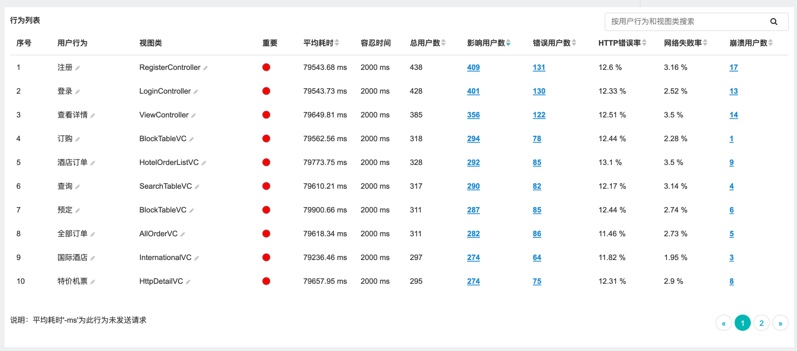 行为列表
按用户行为和视图类搜索
序号 用户行为 视图类 重要 平均耗时 容忍时间 总用户数 影响用户数 错误用户数 HTTP错误率 网络失败率 崩溃用户数
1 注册 RegisterController 79543.68 ms 2000 ms 438 409 131 12.6 % 3.16 % 17
2 登录 LoginController 79543.73 ms 2000 ms 428 401 130 12.33 % 2.52 % 13
3 查看详情 ViewController 79649.81 ms 2000 ms 385 356 122 12.51 % 3.5 % 14
4 订购 BlockTableVC 79562.56 ms 2000 ms 318 294 78 12.44 % 2.28 % 1
5 酒店订单 HotelOrderListVC 79773.75 ms 2000 ms 328 292 85 13.1 % 3.5 % 9
6 查询 SearchTableVC 79610.21 ms 2000 ms 317 290 82 12.17 % 3.14 % 4
7 预定 BlockTableVC 79900.66 ms 2000 ms 311 287 85 12.44 % 2.74 % 6
8 全部订单 AllOrderVC 79618.34 ms 2000 ms 311 282 86 11.46 % 2.73 % 5
9 国际酒店 InternationalVC 79236.46 ms 2000 ms 297 274 64 11.82 % 1.95 % 3
10 特价机票 HttpDetailVC 79657.95 ms 2000 ms 295 274 75 12.31 % 2.9 % 8
说明：平均耗时'-ms'为此行为未发送请求
« 1 2 »